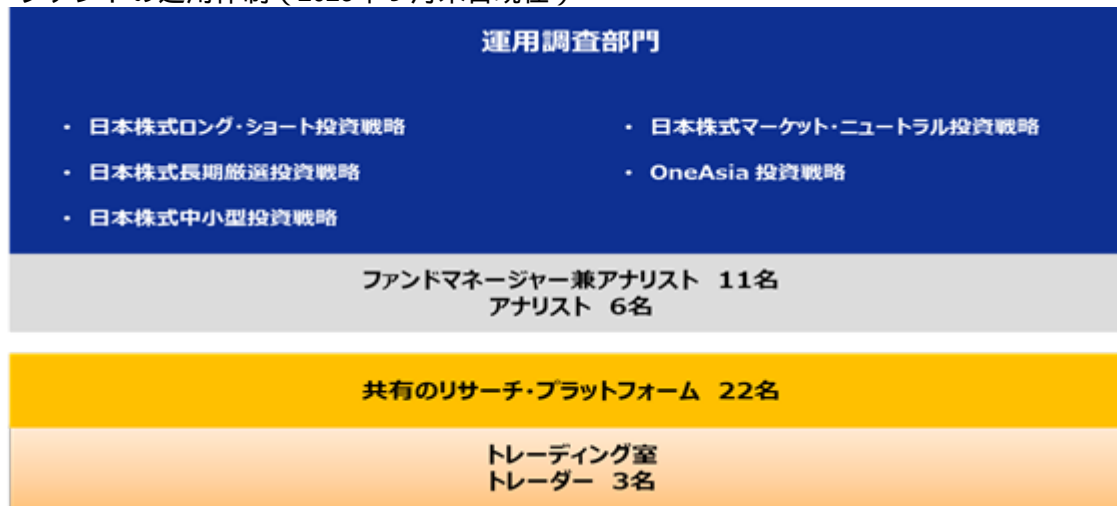 運用調査部門
・ 日本株式ロング・ショート投資戦略
・ 日本株式マーケット・ニュートラル投資戦略
・ 日本株式長期厳選投資戦略
・ OneAsia 投資戦略
・ 日本株式中小型投資戦略
ファンドマネージャー兼アナリスト 11名
アナリスト 6名
共有のリサーチ・プラットフォーム 22名
トレーディング室
トレーダー 3名